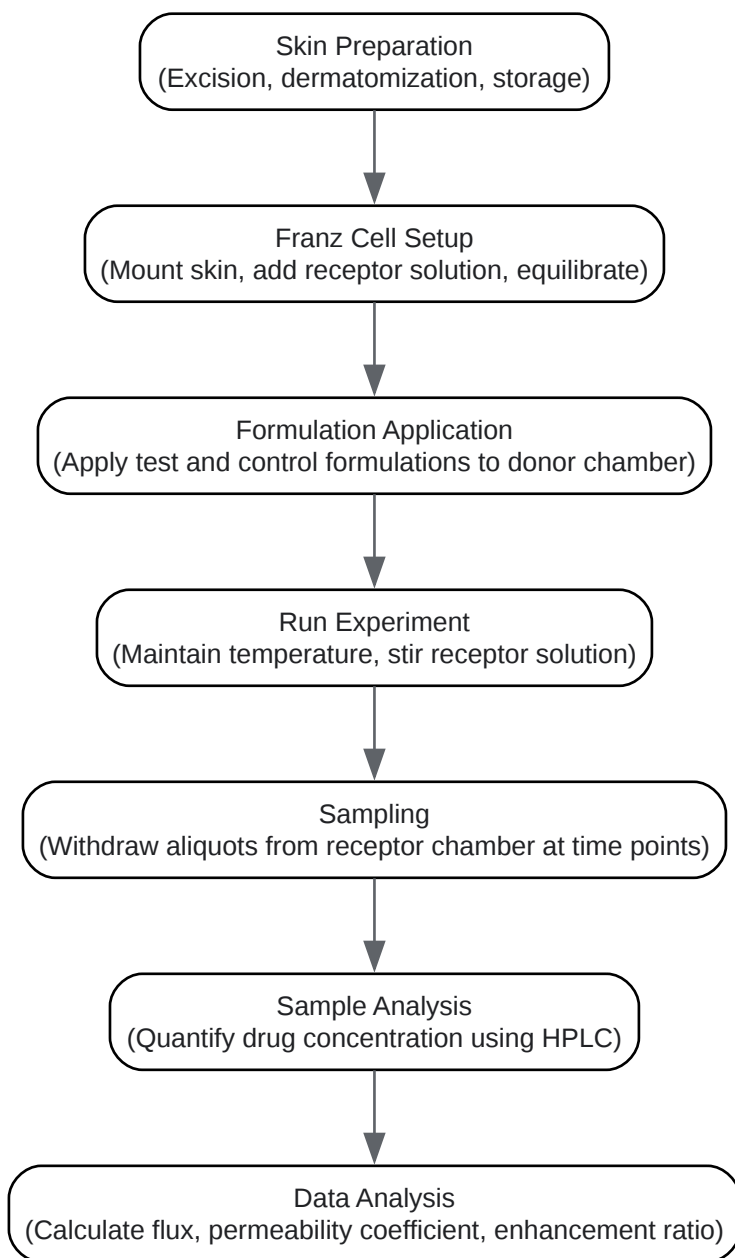 Skin Preparation
(Excision, dermatomization, storage)
Franz Cell Setup
(Mount skin, add receptor solution, equilibrate)
Formulation Application
(Apply test and control formulations to donor chamber)
Run Experiment
(Maintain temperature, stir receptor solution)
Sampling
(Withdraw aliquots from receptor chamber at time points)
Sample Analysis
(Quantify drug concentration using HPLC)
Data Analysis
(Calculate flux, permeability coefficient, enhancement ratio)